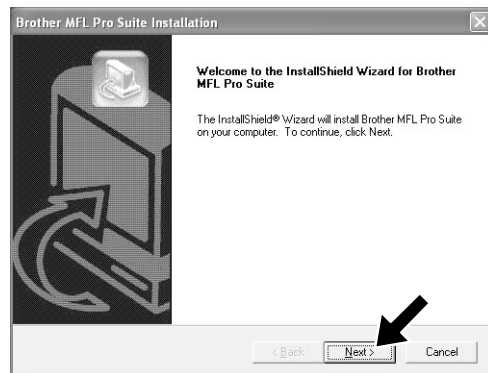 Brother MFL Pro Suite Installation
Welcome to the InstallShield Wizard for Brother
MFL Pro Suite
The InstallShield® Wizard will install Brother MFL Pro Suite
on your computer. To continue, click Next.
< Back
Next >
Cancel